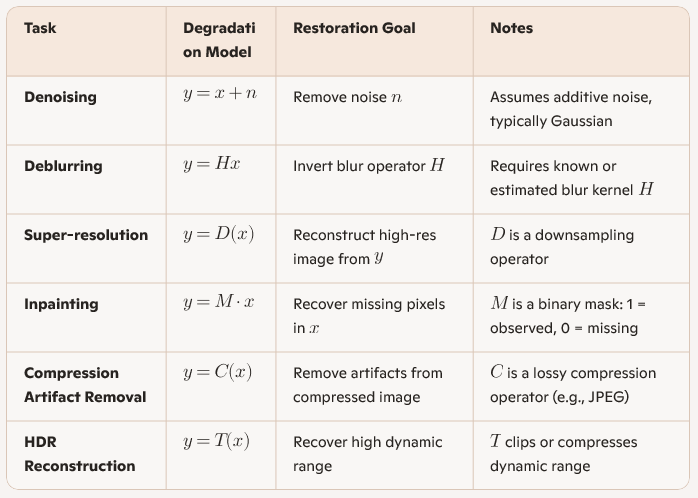 Task
Degradati
on Model
Restoration Goal
Notes
Denoising
y = x + n
Remove noise n
Assumes additive noise,
typically Gaussian
Deblurring
y = Hx
Invert blur operator H
Requires known or
estimated blur kernel H
Super-resolution
y = D(x)
Reconstruct high-res
image from y
D is a downsampling
operator
Inpainting
y = M · x
Recover missing pixels
in x
M is a binary mask: 1 =
observed, 0 = missing
Compression
Artifact Removal
y = C(x)
Remove artifacts from
compressed image
C is a lossy compression
operator (e.g., JPEG)
HDR
Reconstruction
y = T(x)
Recover high dynamic
range
T clips or compresses
dynamic range